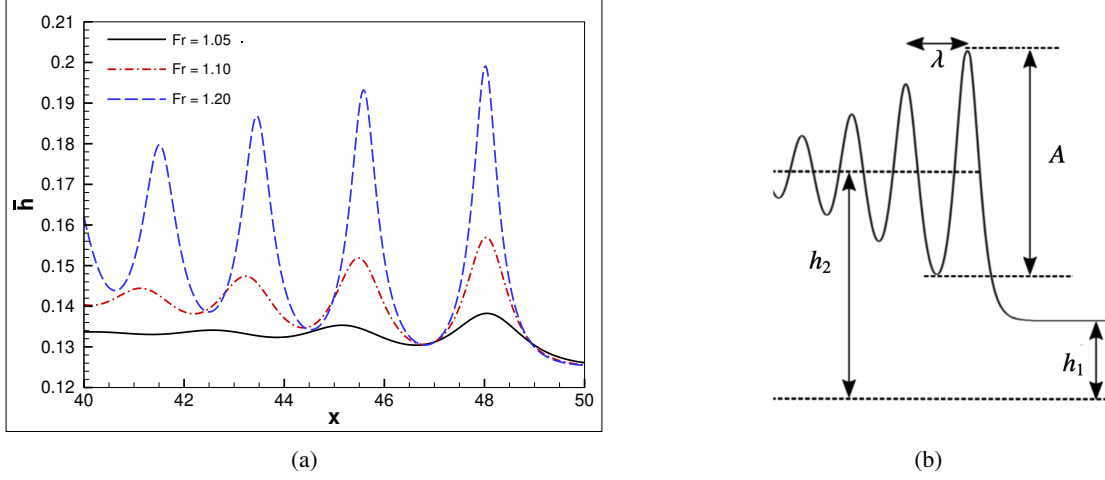 0.21
0.2
0.19
0.18
0.17
0.16
0.15
0.14
0.13
0.12
h̄
Fr = 1.05
Fr = 1.10
Fr = 1.20
40 42 44 46 48 50
x
(a)
λ
A
h₂
h₁
(b)